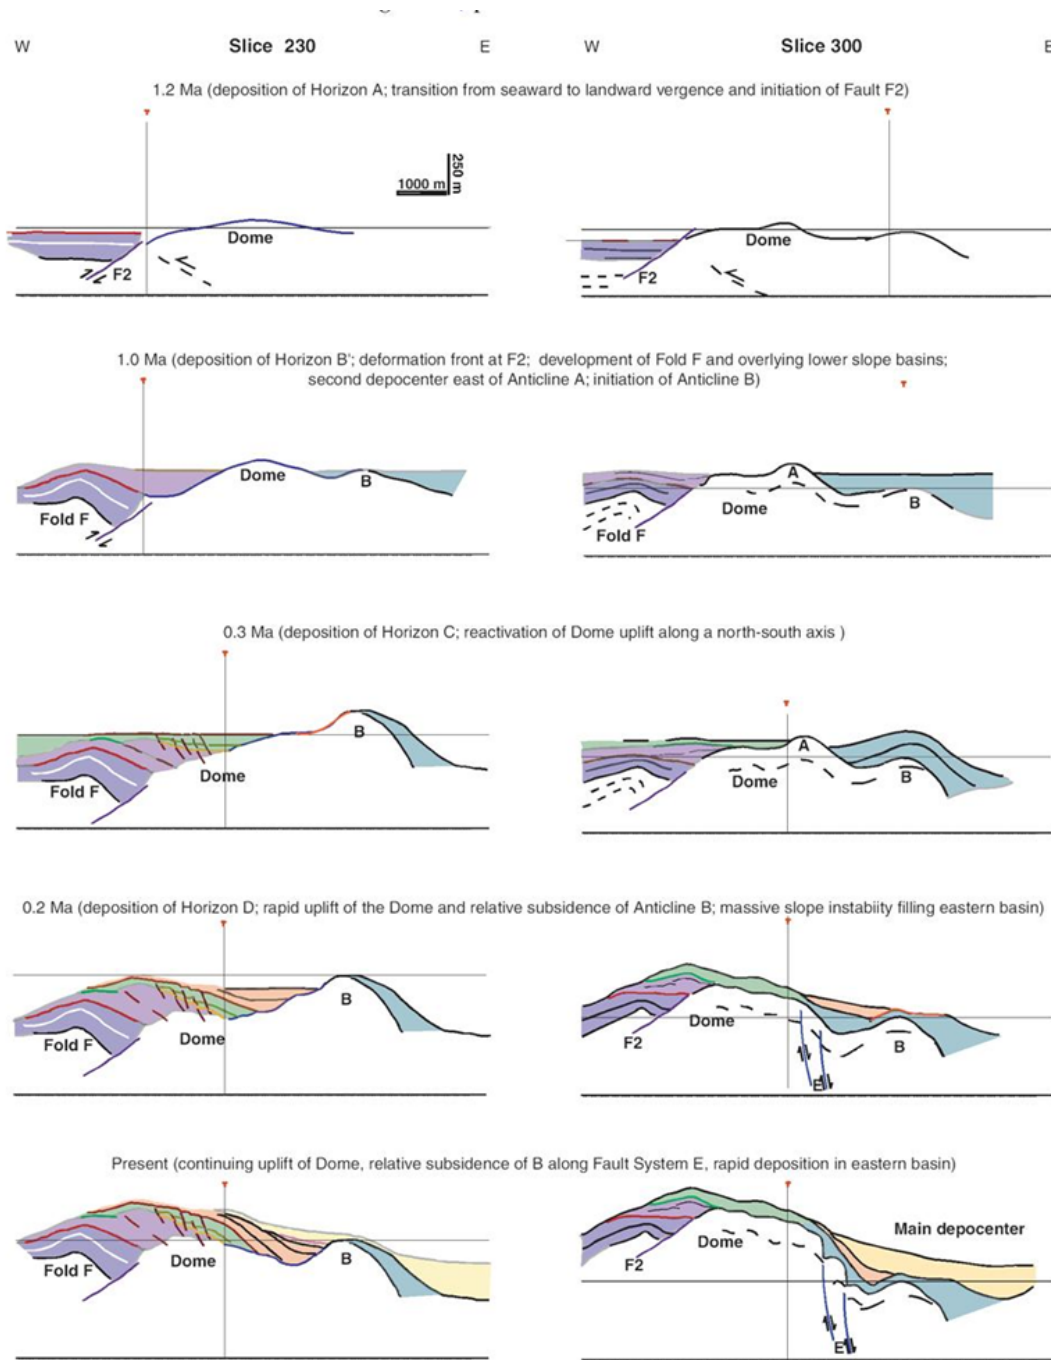 W Slice 230 E W Slice 300 E
1.2 Ma (deposition of Horizon A; transition from seaward to landward vergence and initiation of Fault F2)
250 m
1000 m
Dome Dome
F2 F2
1.0 Ma (deposition of Horizon B'; deformation front at F2; development of Fold F and overlying lower slope basins;
second depocenter east of Anticline A; initiation of Anticline B)
Dome B A
B
Dome
Fold F Fold F
0.3 Ma (deposition of Horizon C; reactivation of Dome uplift along a north-south axis )
B A
Dome Dome B
Fold F
0.2 Ma (deposition of Horizon D; rapid uplift of the Dome and relative subsidence of Anticline B; massive slope instabiity filling eastern basin)
B Dome
Fold F Dome F2 B
E
Present (continuing uplift of Dome, relative subsidence of B along Fault System E, rapid deposition in eastern basin)
Main depocenter
Dome B Dome
Fold F F2
E